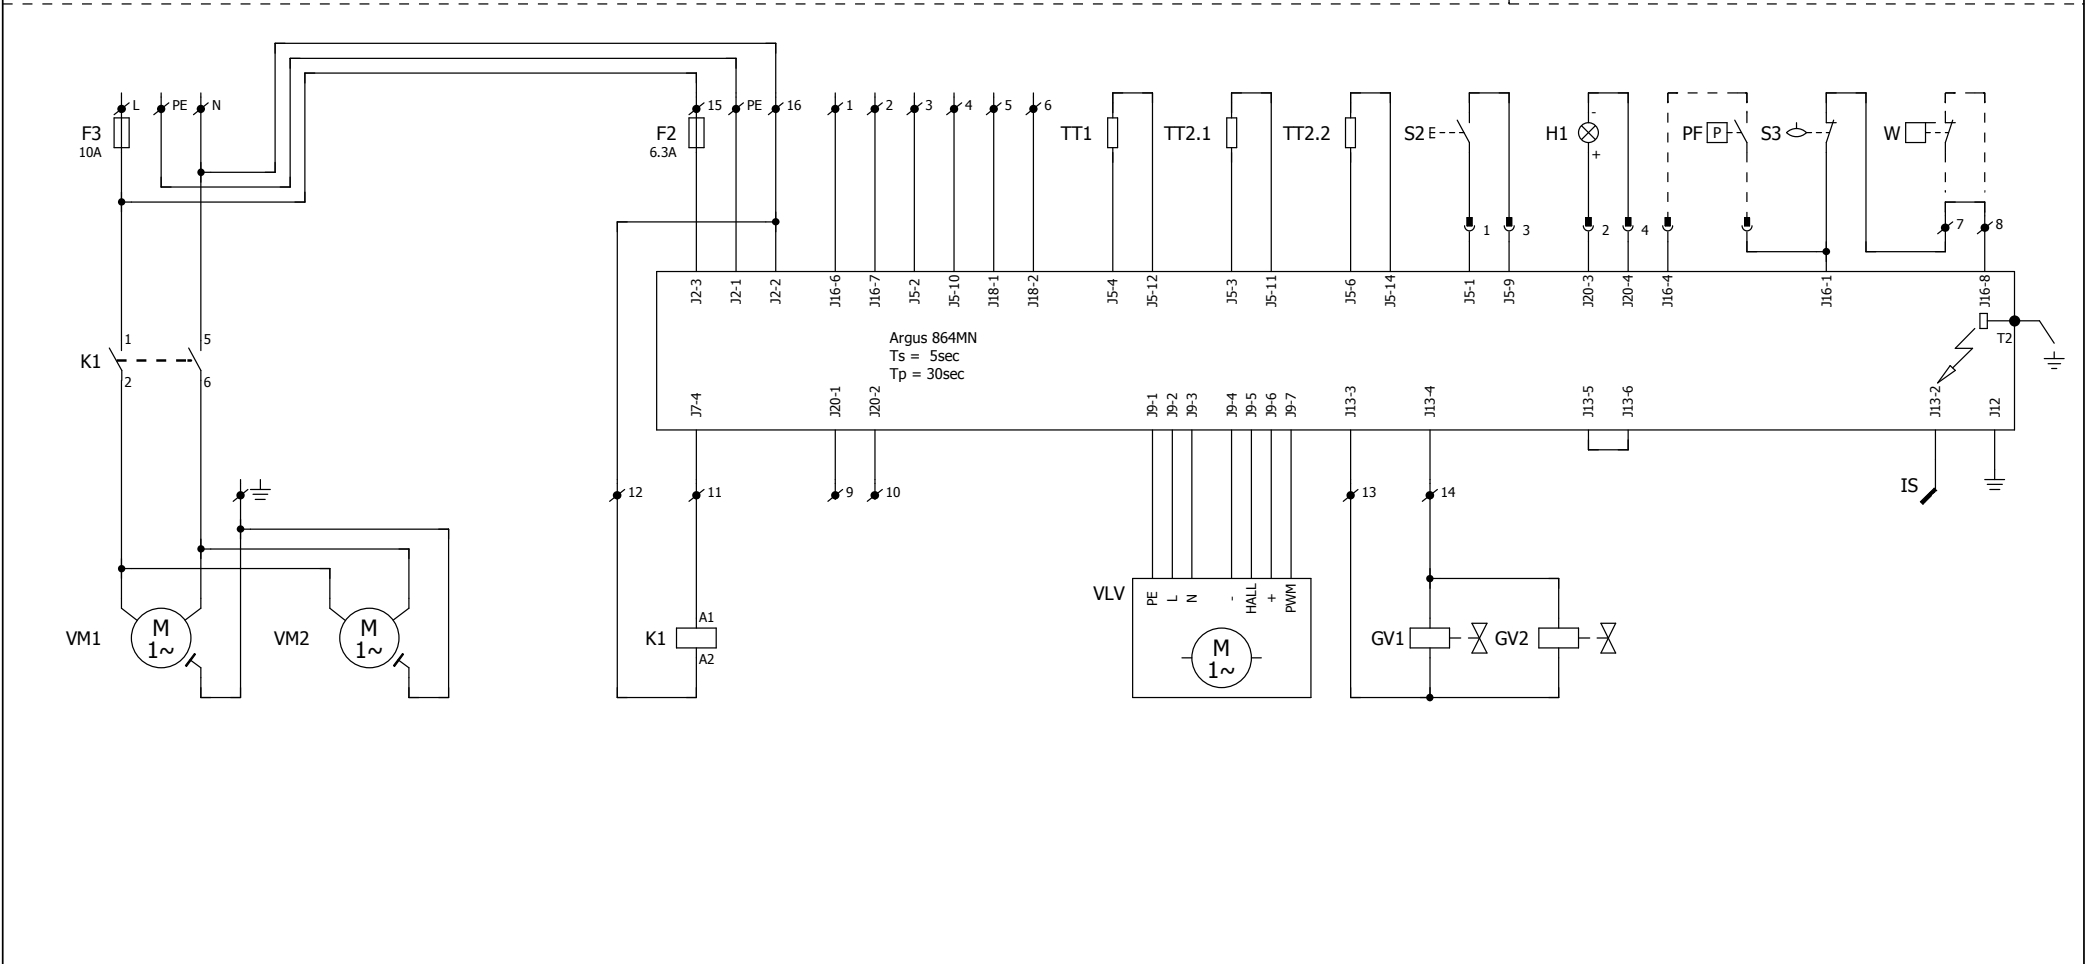 L PE N
15 PE 16 1 2 3 4 5 6
F3 F2 TT1 TT2.1 TT2.2 S2 E H1 - PF P S3 W
10A 6.3A +
1 3 2 4 7 8
J2-3 J2-1 J2-2 J16-6 J16-7 J5-2 J5-10 J18-1 J18-2 J5-4 J5-12 J5-3 J5-11 J5-6 J5-14 J5-1 J5-9 J20-3 J20-4 J16-4 J16-1 J16-8
1 5
K1
2 6
Argus 864MN
Ts = 5sec
Tp = 30sec
T2
J7-4 J20-1 J20-2 J9-1 J9-2 J9-3 J9-4 J9-5 J9-6 J9-7 J13-3 J13-4 J13-5 J13-6 J13-2 J12
12 11 9 10 13 14 IS
VLV PE L N - HALL + PWM
VM1 M
1~
VM2 M
1~
K1 A1
A2
M
1~
GV1 GV2